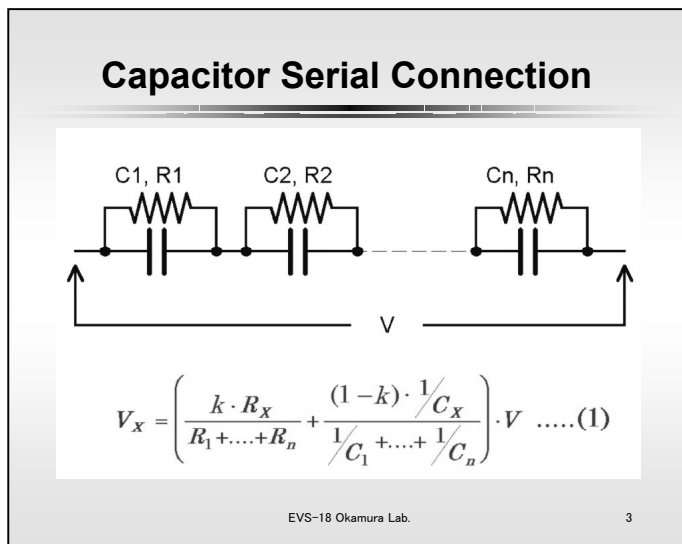 Capacitor Serial Connection
C1, R1 C2, R2 Cn, Rn
V
V_X = ( k · R_X / (R_1 +....+ R_n) + (1 − k) · 1/C_X / (1/C_1 +....+ 1/C_n) ) · V .....(1)
EVS-18 Okamura Lab. 3